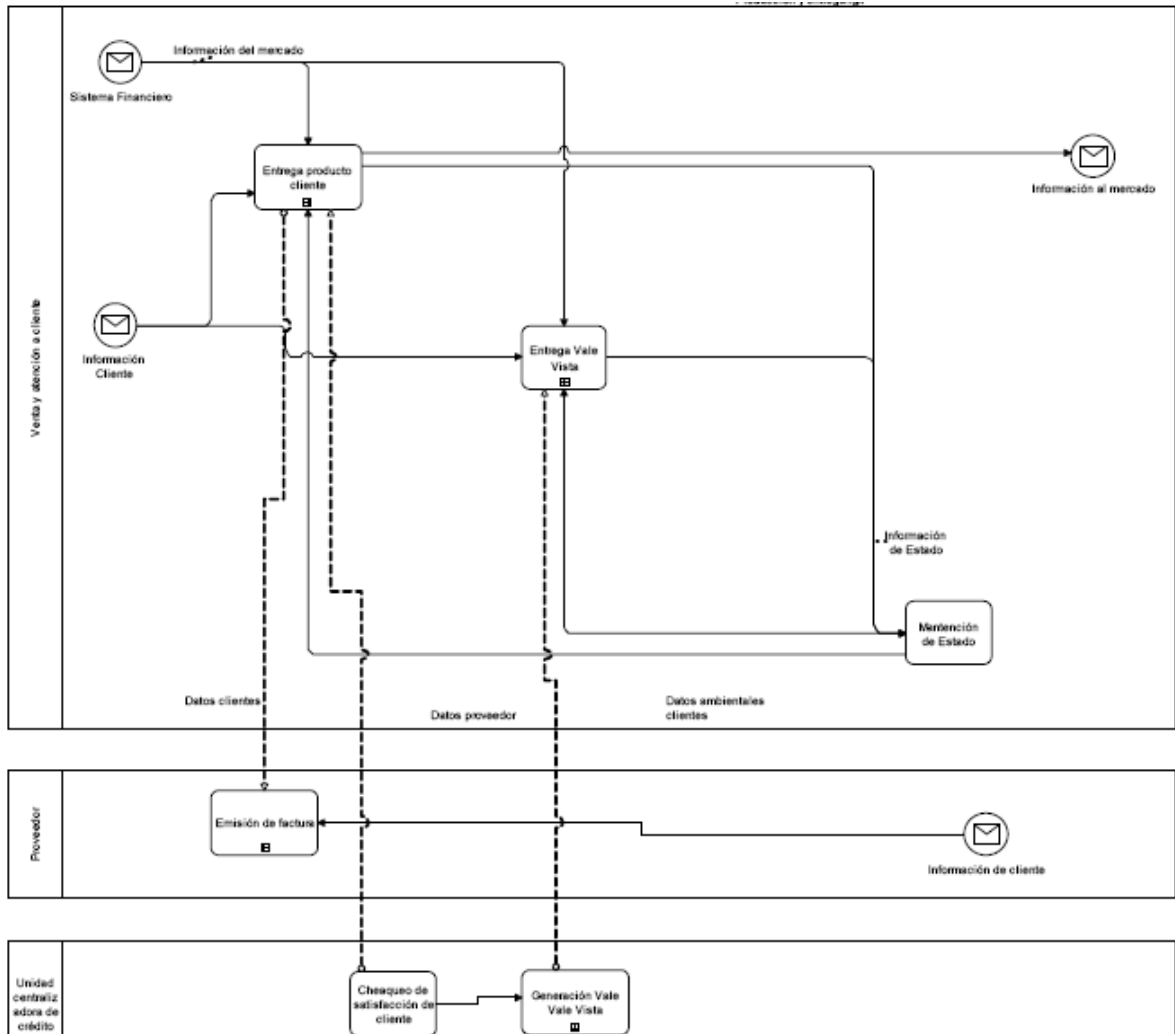 Información del mercado
Sistema Financiero
Entrega producto
cliente
Información al mercado
Venta y atención a cliente
Información
Cliente
Entrega Vale
Vista
Información
de Estado
Mantención
de Estado
Datos clientes
Datos proveedor
Datos ambientales
clientes
Proveedor
Emisión de factura
Información de cliente
Unidad
centraliz
adora de
crédito
Cheaqueo de
satisfacción de
cliente
Generación Vale
Vale Vista